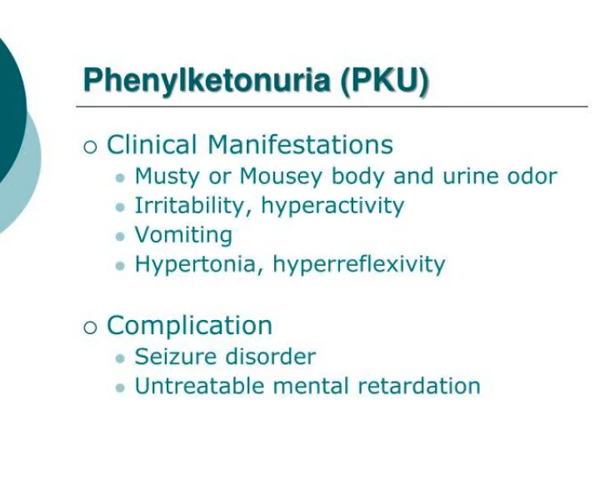 Phenylketonuria (PKU)
Clinical Manifestations
Musty or Mousey body and urine odor
Irritability, hyperactivity
Vomiting
Hypertonia, hyperreflexivity
Complication
Seizure disorder
Untreatable mental retardation